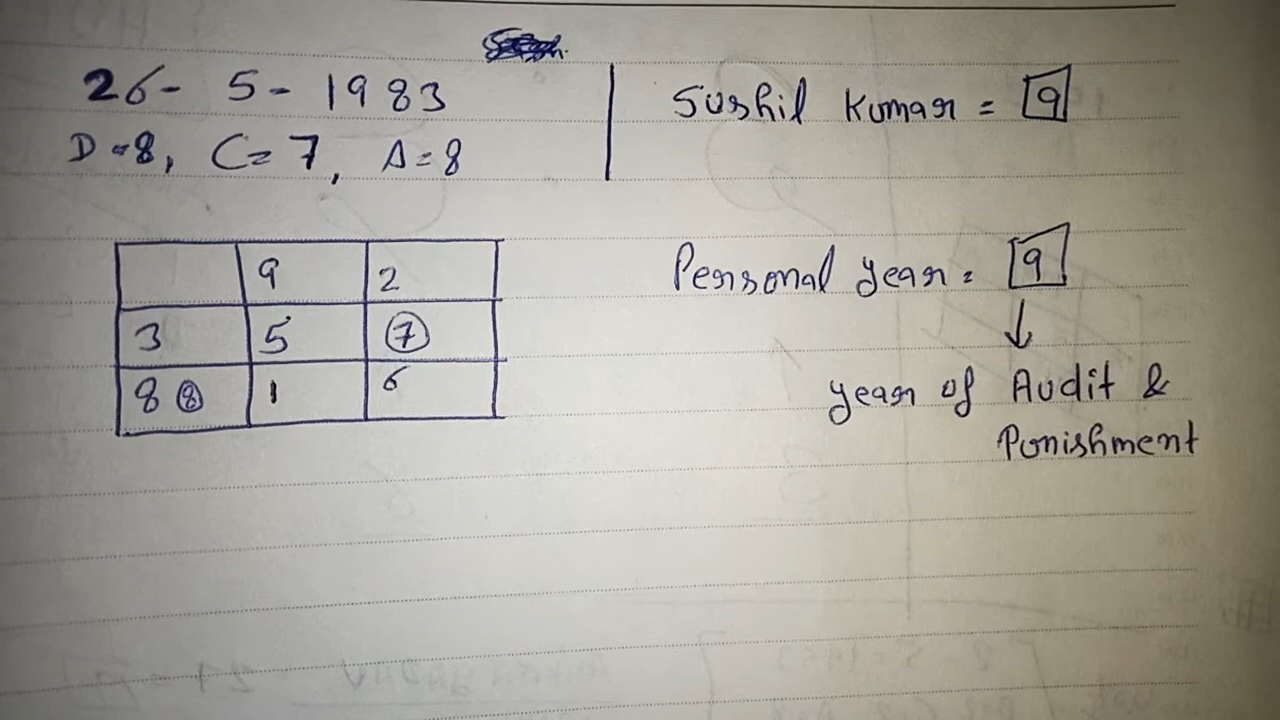 26- 5- 1983
D=8, C=7, A=8
Sushil Kumar = 9
9 2
3 5 7
8 8 1 6
Personal year = 9
↓
year of Audit &
Punishment